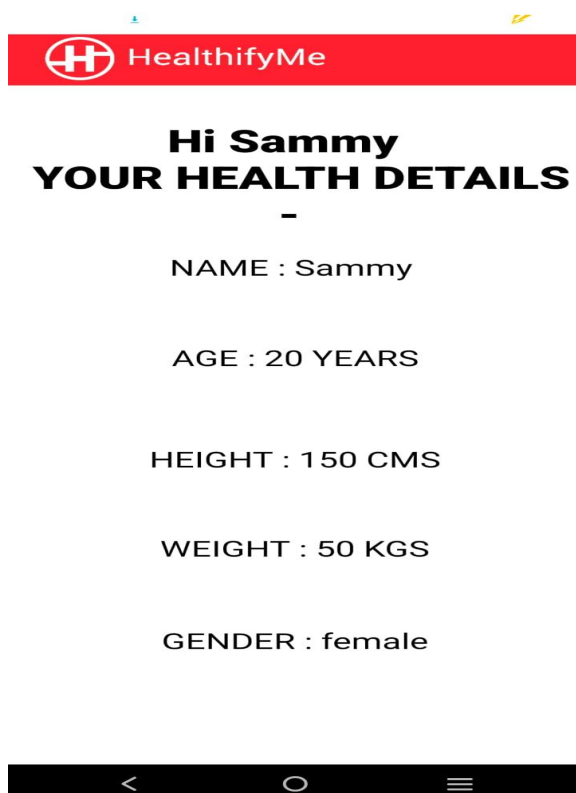 HealthifyMe
Hi Sammy
YOUR HEALTH DETAILS
-
NAME : Sammy
AGE : 20 YEARS
HEIGHT : 150 CMS
WEIGHT : 50 KGS
GENDER : female